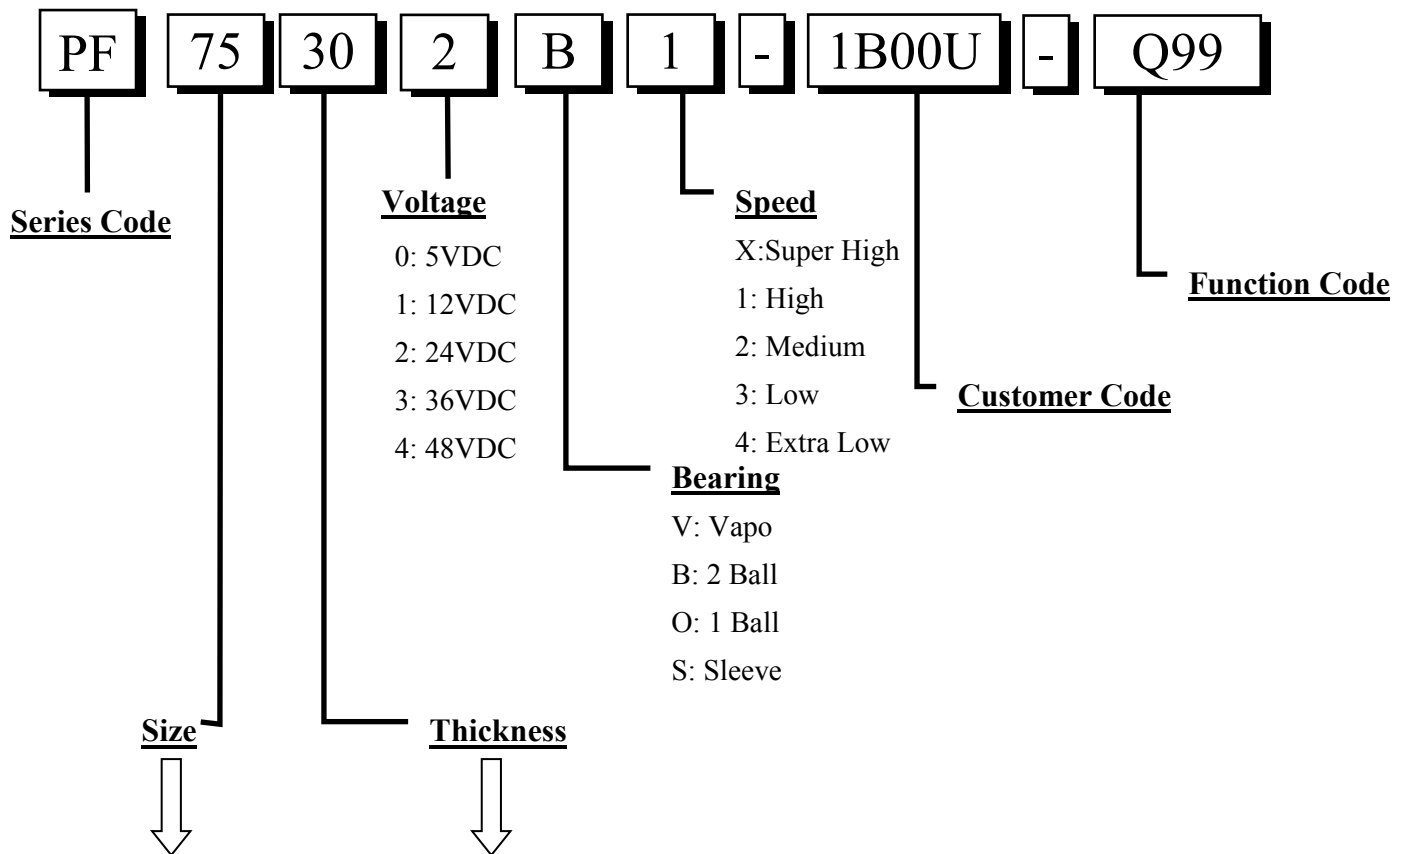 PF 75 30 2 B 1 - 1B00U - Q99
Series Code
Voltage
0: 5VDC
1: 12VDC
2: 24VDC
3: 36VDC
4: 48VDC
Speed
X:Super High
1: High
2: Medium
3: Low
4: Extra Low
Function Code
Customer Code
Bearing
V: Vapo
B: 2 Ball
O: 1 Ball
S: Sleeve
Size
Thickness